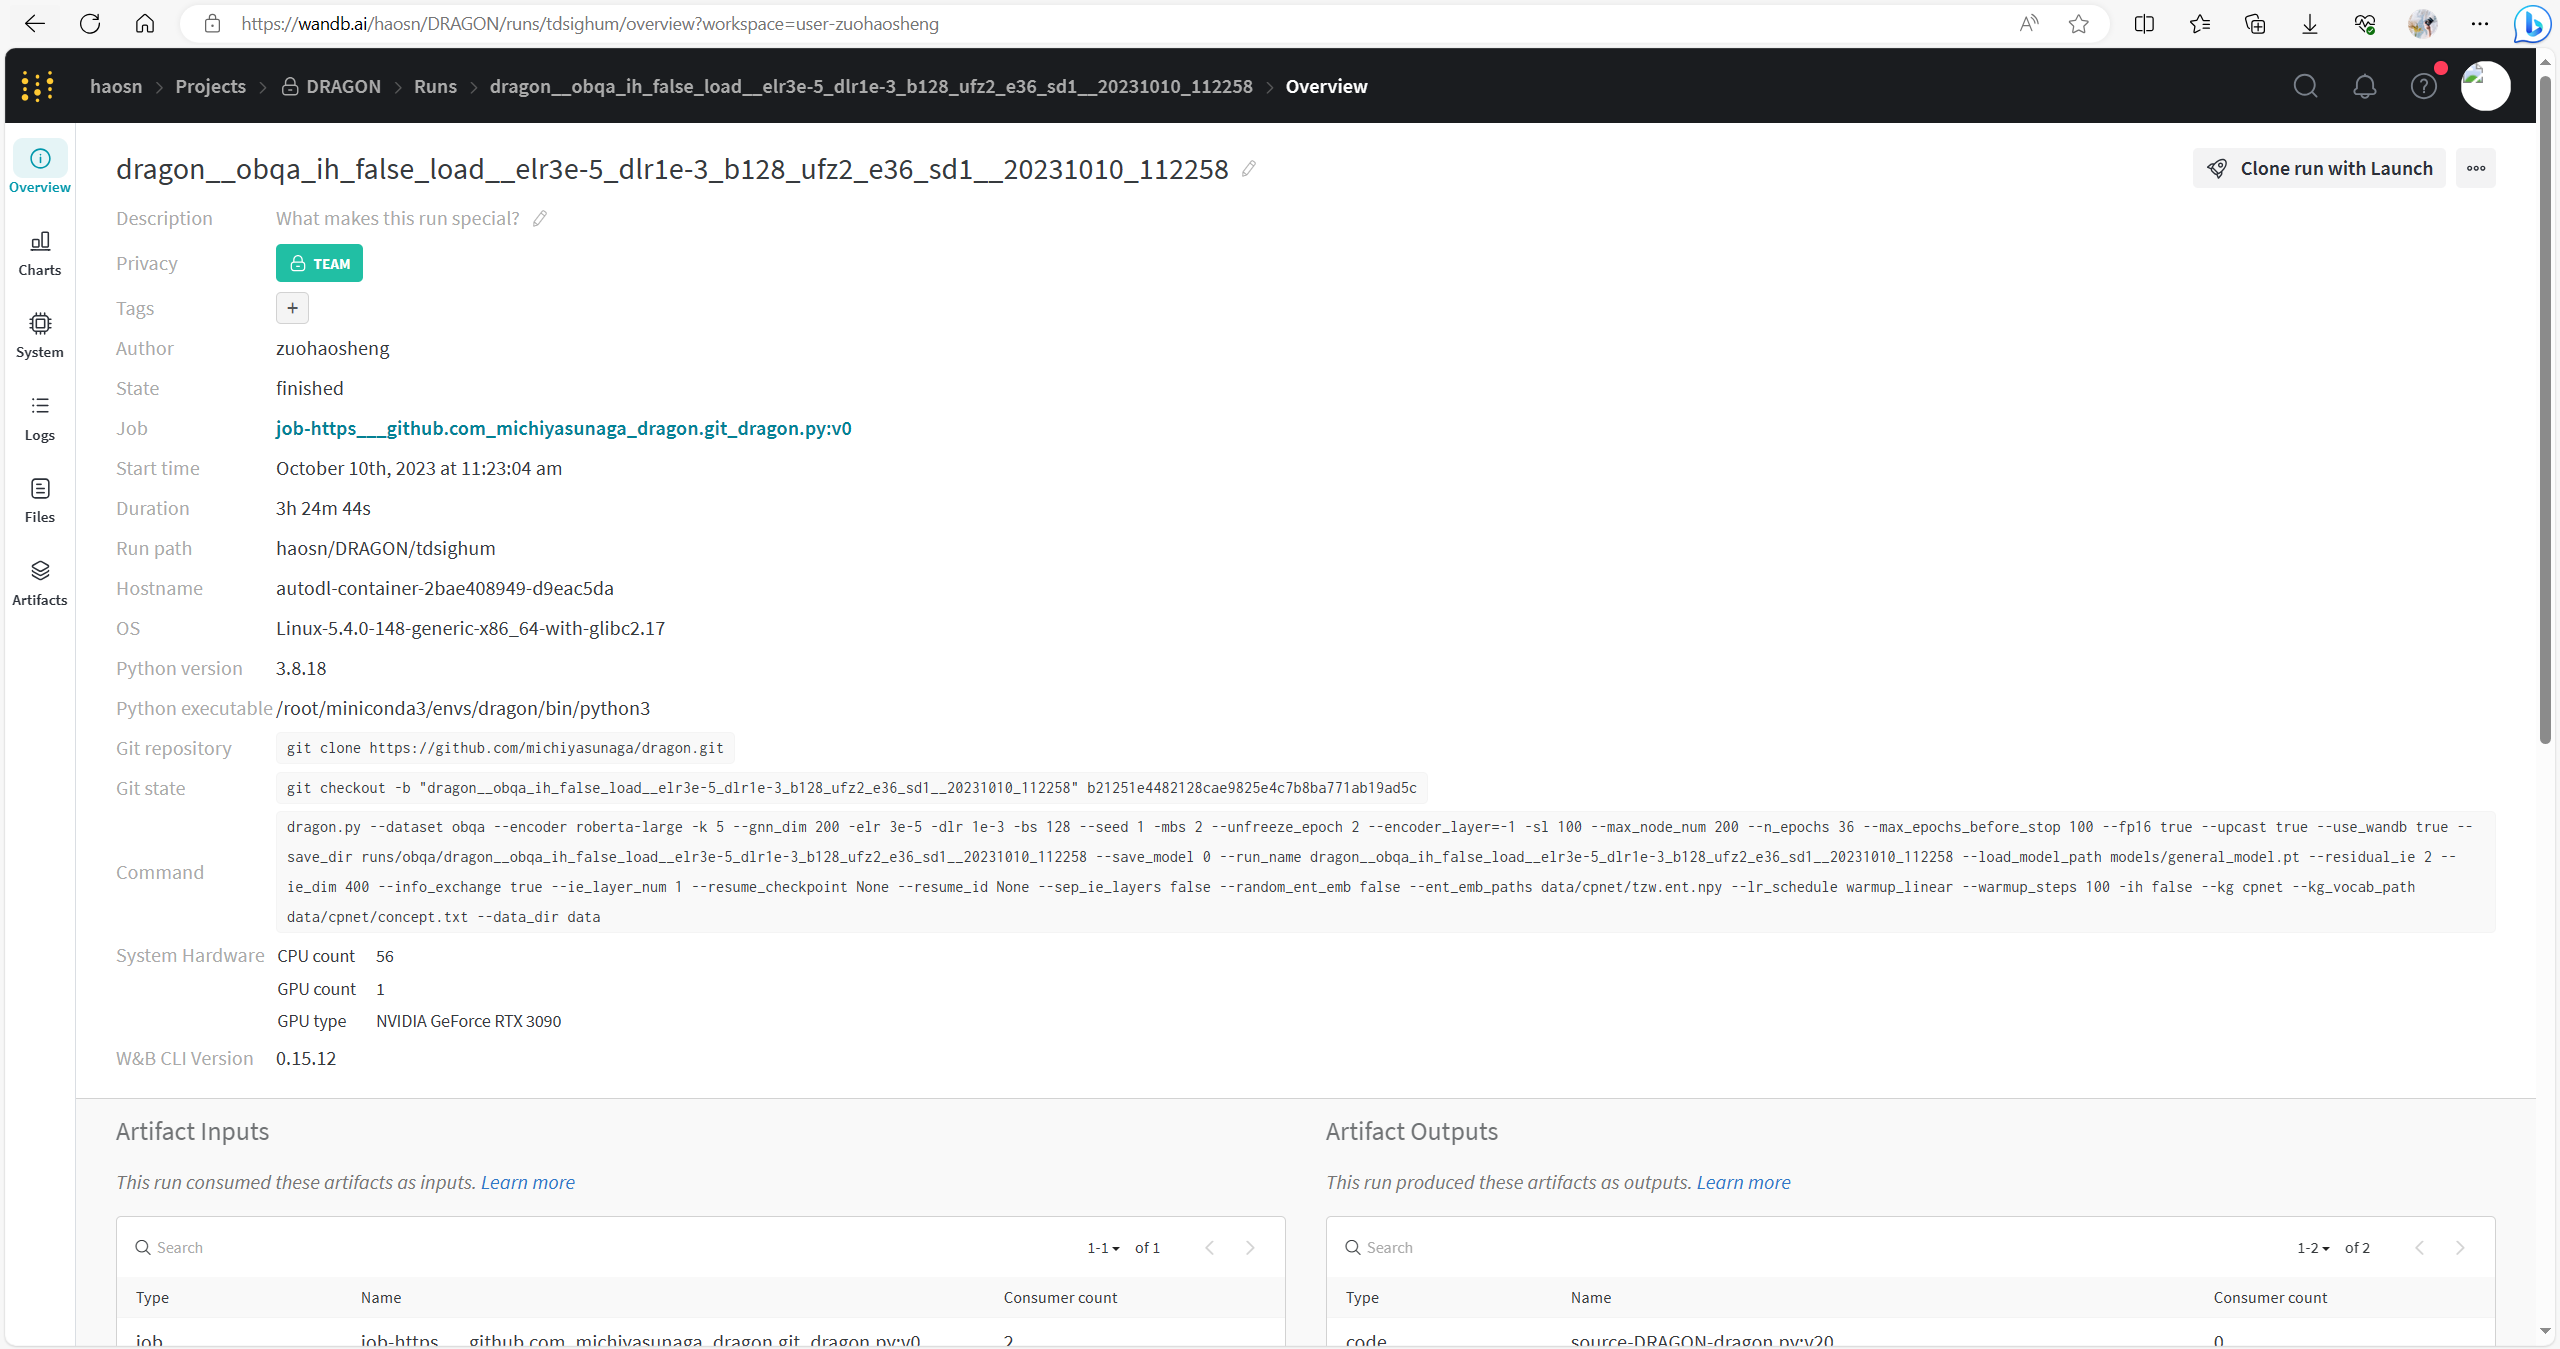 https://wandb.ai/haosn/DRAGON/runs/tdsighum/overview?workspace=user-zuohaosheng
haosn > Projects > DRAGON > Runs > dragon__obqa_ih_false_load__elr3e-5_dlr1e-3_b128_ufz2_e36_sd1__20231010_112258 > Overview
Overview
Charts
System
Logs
Files
Artifacts
dragon__obqa_ih_false_load__elr3e-5_dlr1e-3_b128_ufz2_e36_sd1__20231010_112258
Clone run with Launch
Description What makes this run special?
Privacy TEAM
Tags +
Author zuohaosheng
State finished
Job job-https___github.com_michiyasunaga_dragon.git_dragon.py:v0
Start time October 10th, 2023 at 11:23:04 am
Duration 3h 24m 44s
Run path haosn/DRAGON/tdsighum
Hostname autodl-container-2bae408949-d9eac5da
OS Linux-5.4.0-148-generic-x86_64-with-glibc2.17
Python version 3.8.18
Python executable /root/miniconda3/envs/dragon/bin/python3
Git repository git clone https://github.com/michiyasunaga/dragon.git
Git state git checkout -b "dragon__obqa_ih_false_load__elr3e-5_dlr1e-3_b128_ufz2_e36_sd1__20231010_112258" b21251e4482128cae9825e4c7b8ba771ab19ad5c
Command
dragon.py --dataset obqa --encoder roberta-large -k 5 --gnn_dim 200 -elr 3e-5 -dlr 1e-3 -bs 128 --seed 1 -mbs 2 --unfreeze_epoch 2 --encoder_layer=-1 -sl 100 --max_node_num 200 --n_epochs 36 --max_epochs_before_stop 100 --fp16 true --upcast true --use_wandb true --
save_dir runs/obqa/dragon__obqa_ih_false_load__elr3e-5_dlr1e-3_b128_ufz2_e36_sd1__20231010_112258 --save_model 0 --run_name dragon__obqa_ih_false_load__elr3e-5_dlr1e-3_b128_ufz2_e36_sd1__20231010_112258 --load_model_path models/general_model.pt --residual_ie 2 --
ie_dim 400 --info_exchange true --ie_layer_num 1 --resume_checkpoint None --resume_id None --sep_ie_layers false --random_ent_emb false --ent_emb_paths data/cpnet/tzw.ent.npy --lr_schedule warmup_linear --warmup_steps 100 -ih false --kg cpnet --kg_vocab_path
data/cpnet/concept.txt --data_dir data
System Hardware CPU count 56
GPU count 1
GPU type NVIDIA GeForce RTX 3090
W&B CLI Version 0.15.12
Artifact Inputs
This run consumed these artifacts as inputs. Learn more
Search 1-1 of 1
Type Name Consumer count
job job-https___github.com_michiyasunaga_dragon.git_dragon.py:v0 2
Artifact Outputs
This run produced these artifacts as outputs. Learn more
Search 1-2 of 2
Type Name Consumer count
code source-DRAGON-dragon.py:v20 0